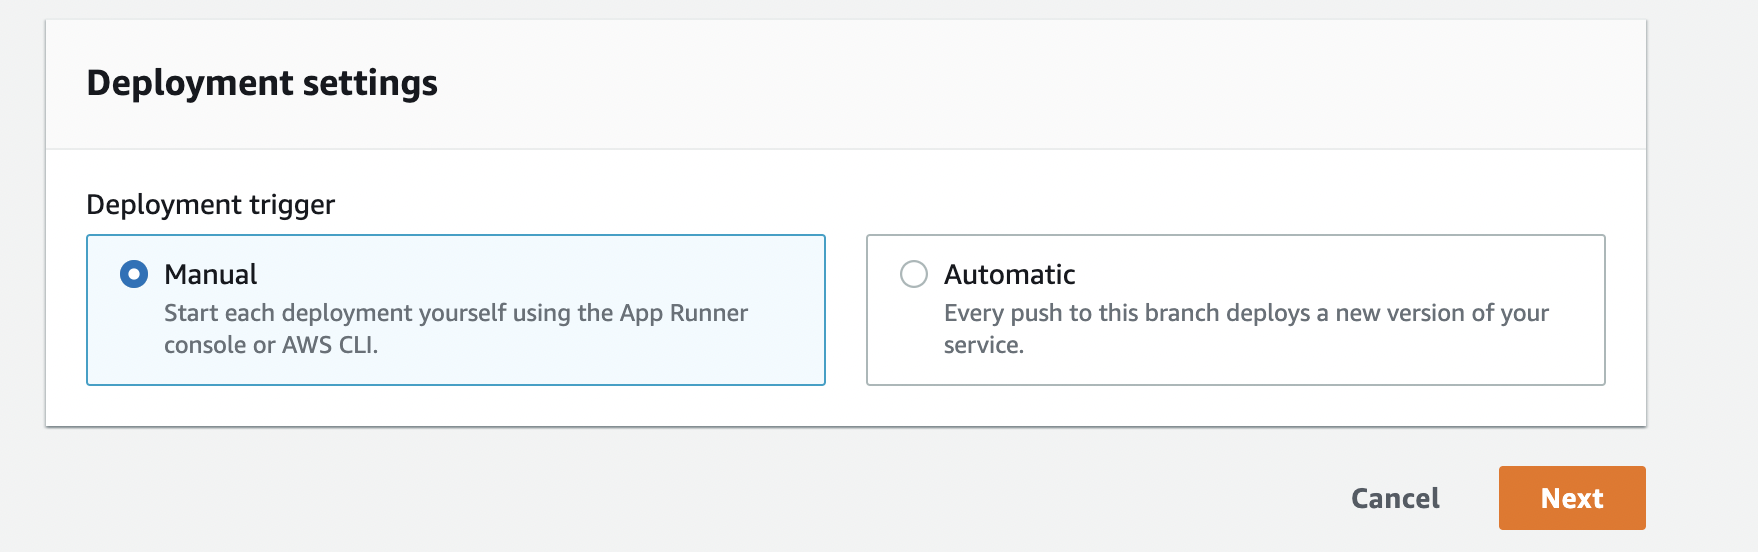 Deployment settings
Deployment trigger
Manual
Start each deployment yourself using the App Runner
console or AWS CLI.
Automatic
Every push to this branch deploys a new version of your
service.
Cancel
Next